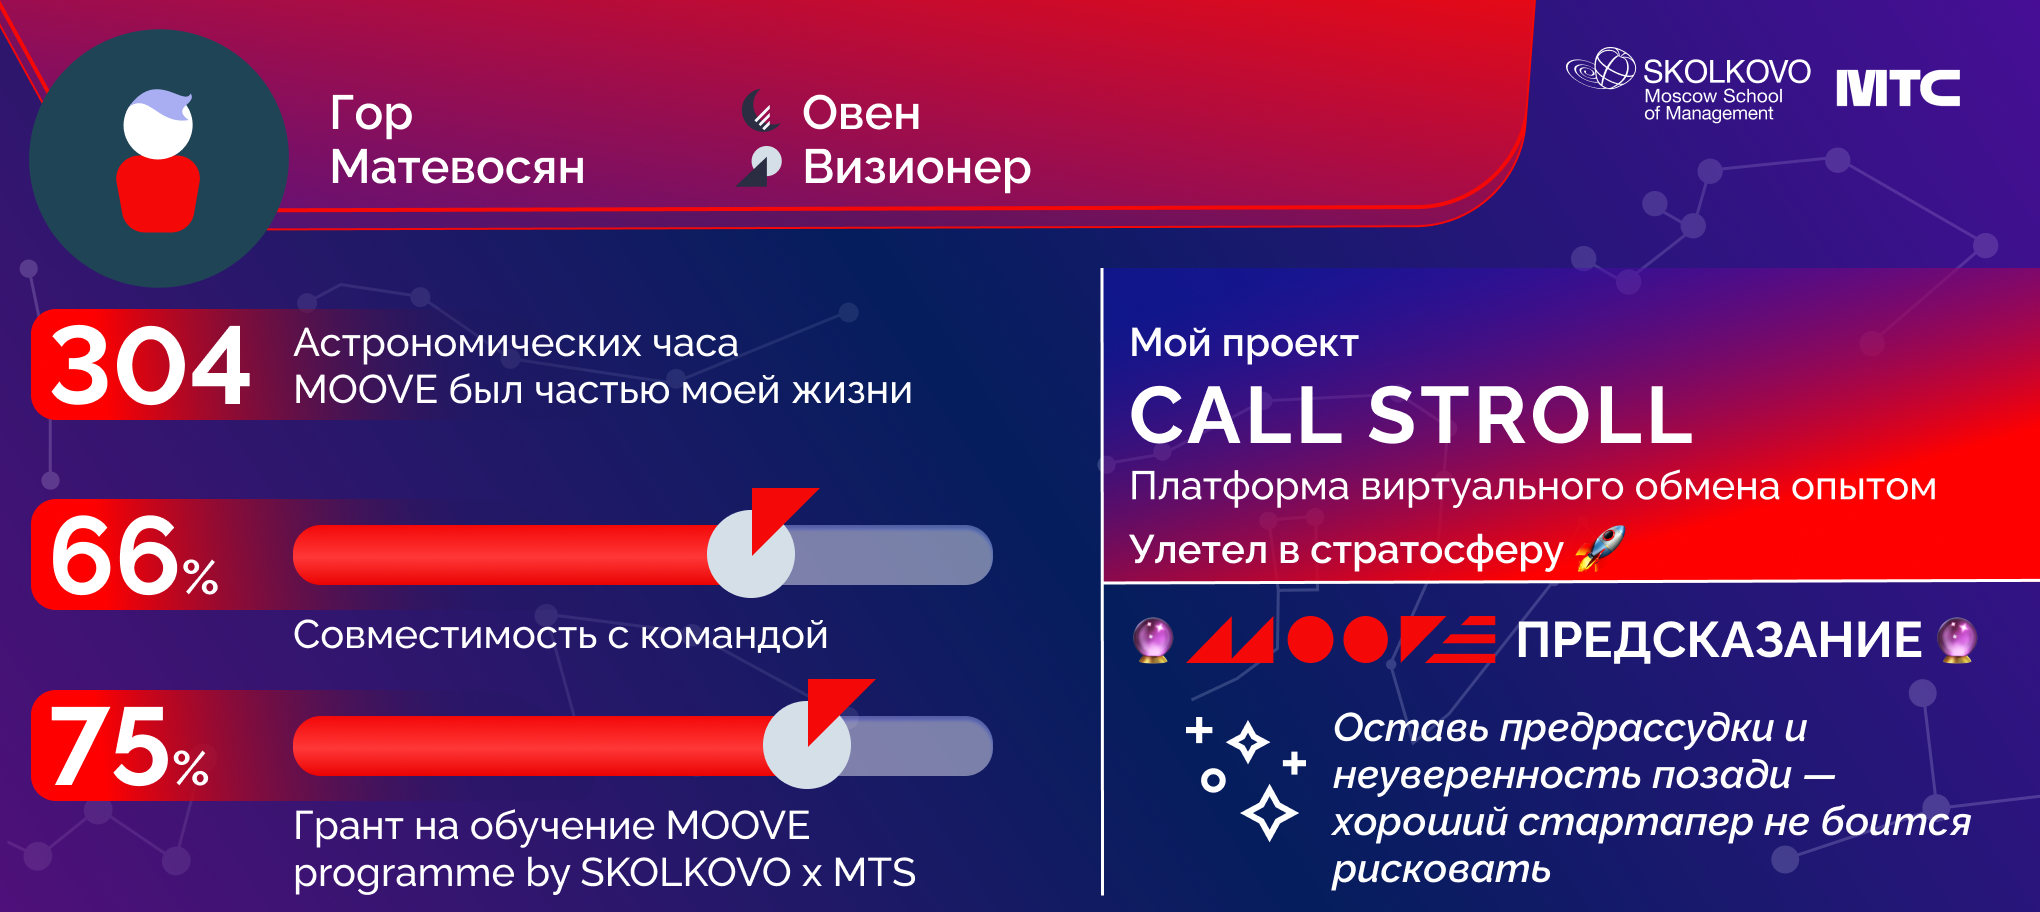 Гор
Матевосян
Овен
Визионер
SKOLKOVO
Moscow School
of Management
МТС
304
Астрономических часа
MOOVE был частью моей жизни
66%
Совместимость с командой
75%
Грант на обучение MOOVE
programme by SKOLKOVO x MTS
Мой проект
CALL STROLL
Платформа виртуального обмена опытом
Улетел в стратосферу
MOOVE ПРЕДСКАЗАНИЕ
Оставь предрассудки и
неуверенность позади —
хороший стартапер не боится
рисковать